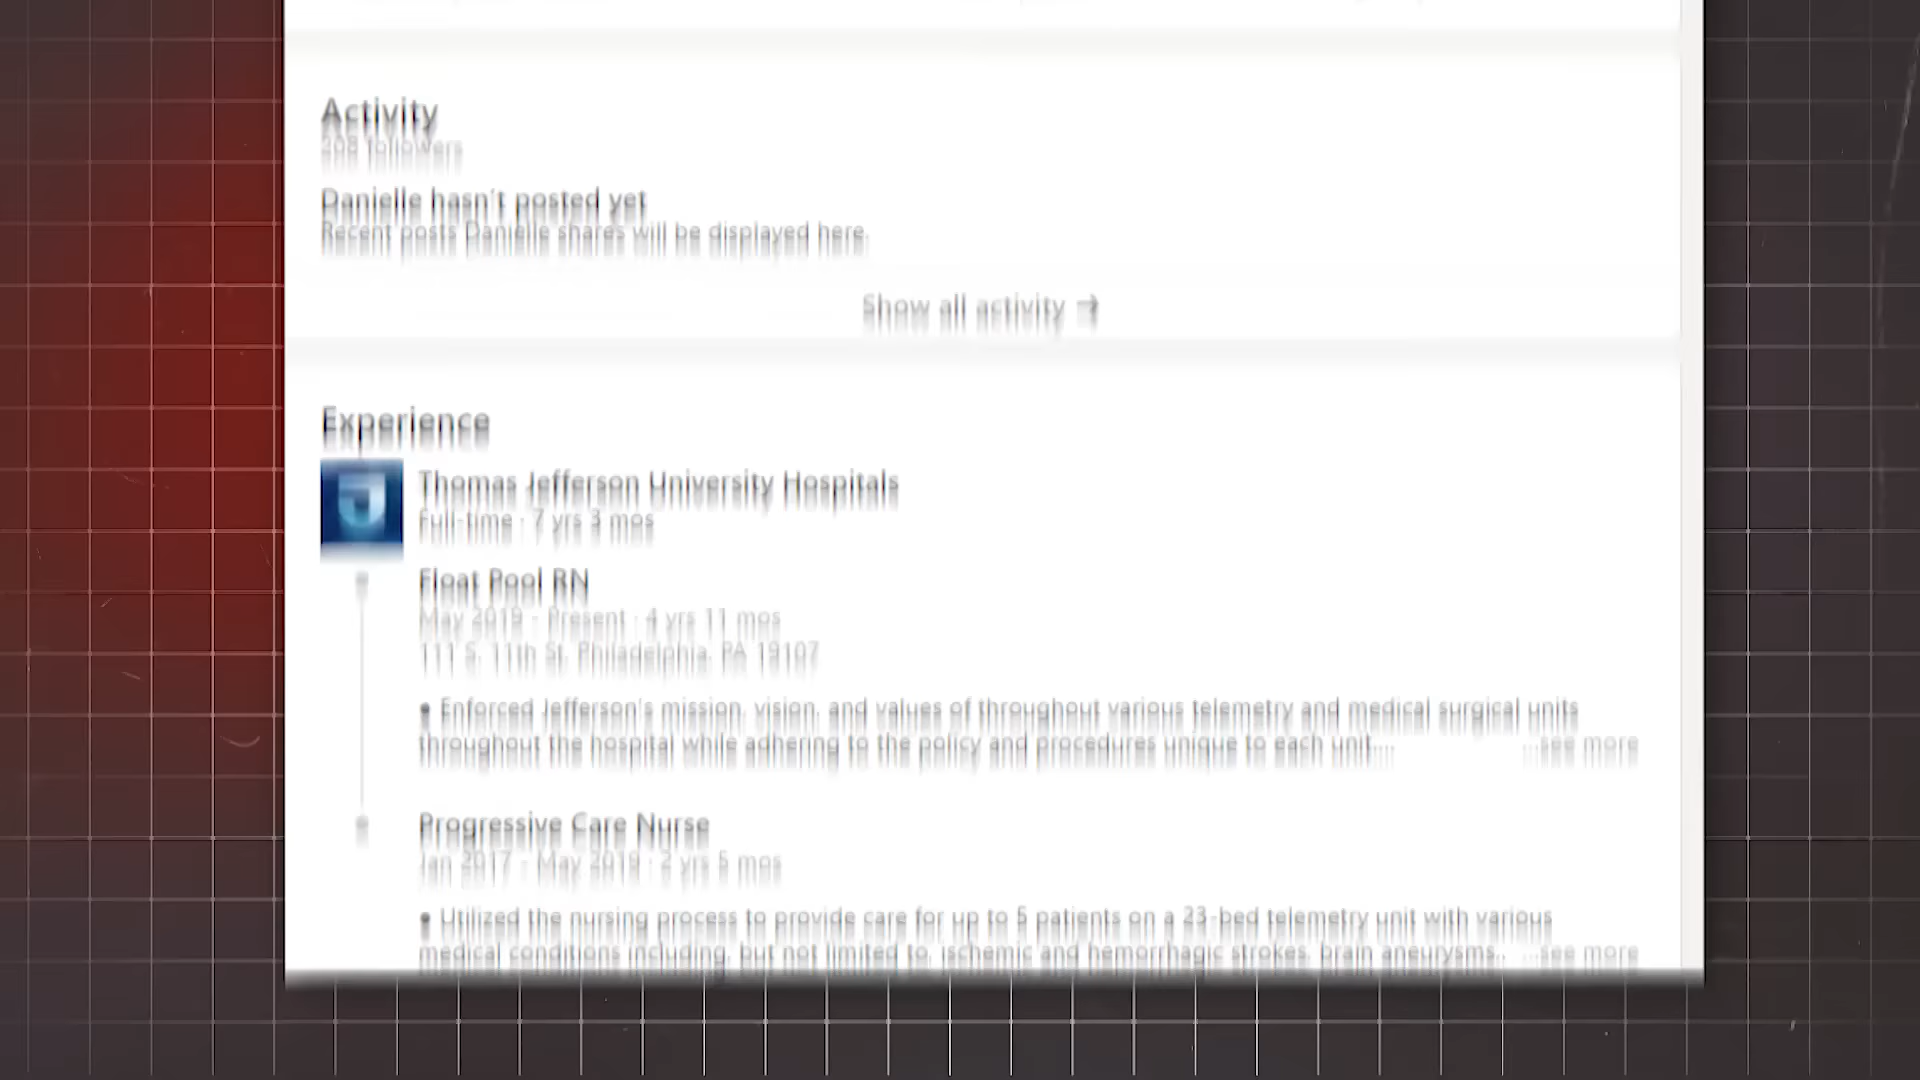 Activity
208 followers
Danielle hasn't posted yet
Recent posts Danielle shares will be displayed here.
Show all activity →
Experience
Thomas Jefferson University Hospitals
Full-time · 7 yrs 3 mos
Float Pool RN
May 2019 - Present · 4 yrs 11 mos
111 S. 11th St. Philadelphia, PA 19107
• Enforced Jefferson's mission, vision, and values of throughout various telemetry and medical surgical units
throughout the hospital while adhering to the policy and procedures unique to each unit.... ...see more
Progressive Care Nurse
Jan 2017 - May 2019 · 2 yrs 5 mos
• Utilized the nursing process to provide care for up to 5 patients on a 23-bed telemetry unit with various
medical conditions including, but not limited to, ischemic and hemorrhagic strokes, brain aneurysms.. ...see more